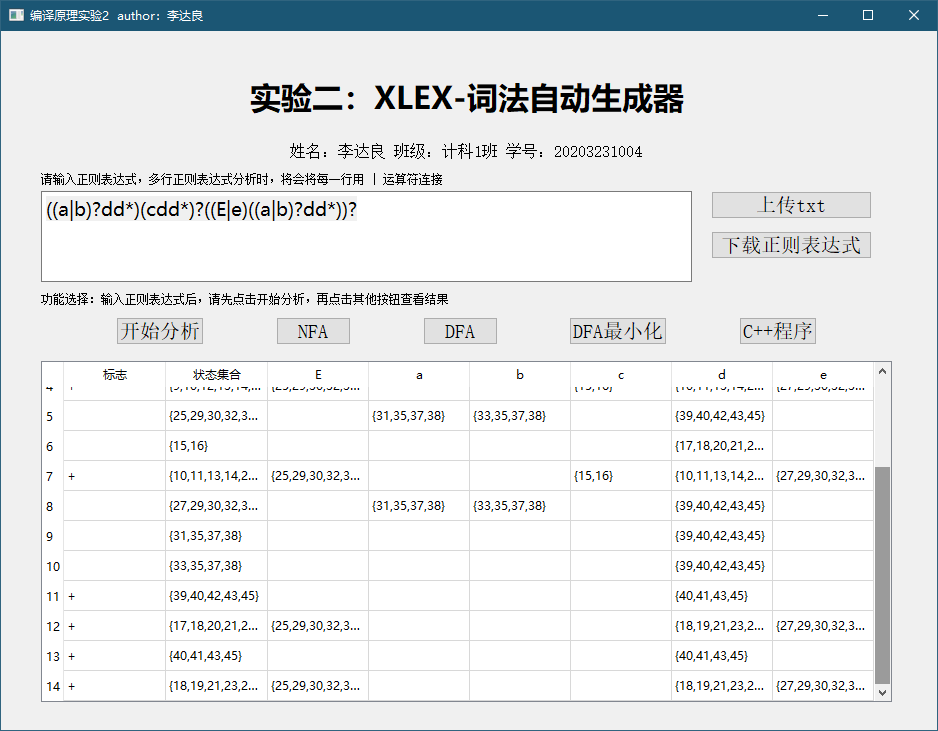 编译原理实验2 author：李达良
实验二：XLEX-词法自动生成器
姓名：李达良 班级：计科1班 学号：20203231004
请输入正则表达式，多行正则表达式分析时，将会将每一行用 | 运算符连接
((a|b)?dd*)(cdd*)?((E|e)((a|b)?dd*))?
上传txt
下载正则表达式
功能选择：输入正则表达式后，请先点击开始分析，再点击其他按钮查看结果
开始分析 NFA DFA DFA最小化 C++程序
标志 状态集合 E a b c d e
5 {25,29,30,32,3... {31,35,37,38} {33,35,37,38} {39,40,42,43,45}
6 {15,16} {17,18,20,21,2...
7 + {10,11,13,14,2... {25,29,30,32,3... {15,16} {10,11,13,14,2... {27,29,30,32,3...
8 {27,29,30,32,3... {31,35,37,38} {33,35,37,38} {39,40,42,43,45}
9 {31,35,37,38} {39,40,42,43,45}
10 {33,35,37,38} {39,40,42,43,45}
11 + {39,40,42,43,45} {40,41,43,45}
12 + {17,18,20,21,2... {25,29,30,32,3... {18,19,21,23,2... {27,29,30,32,3...
13 + {40,41,43,45} {40,41,43,45}
14 + {18,19,21,23,2... {25,29,30,32,3... {18,19,21,23,2... {27,29,30,32,3...